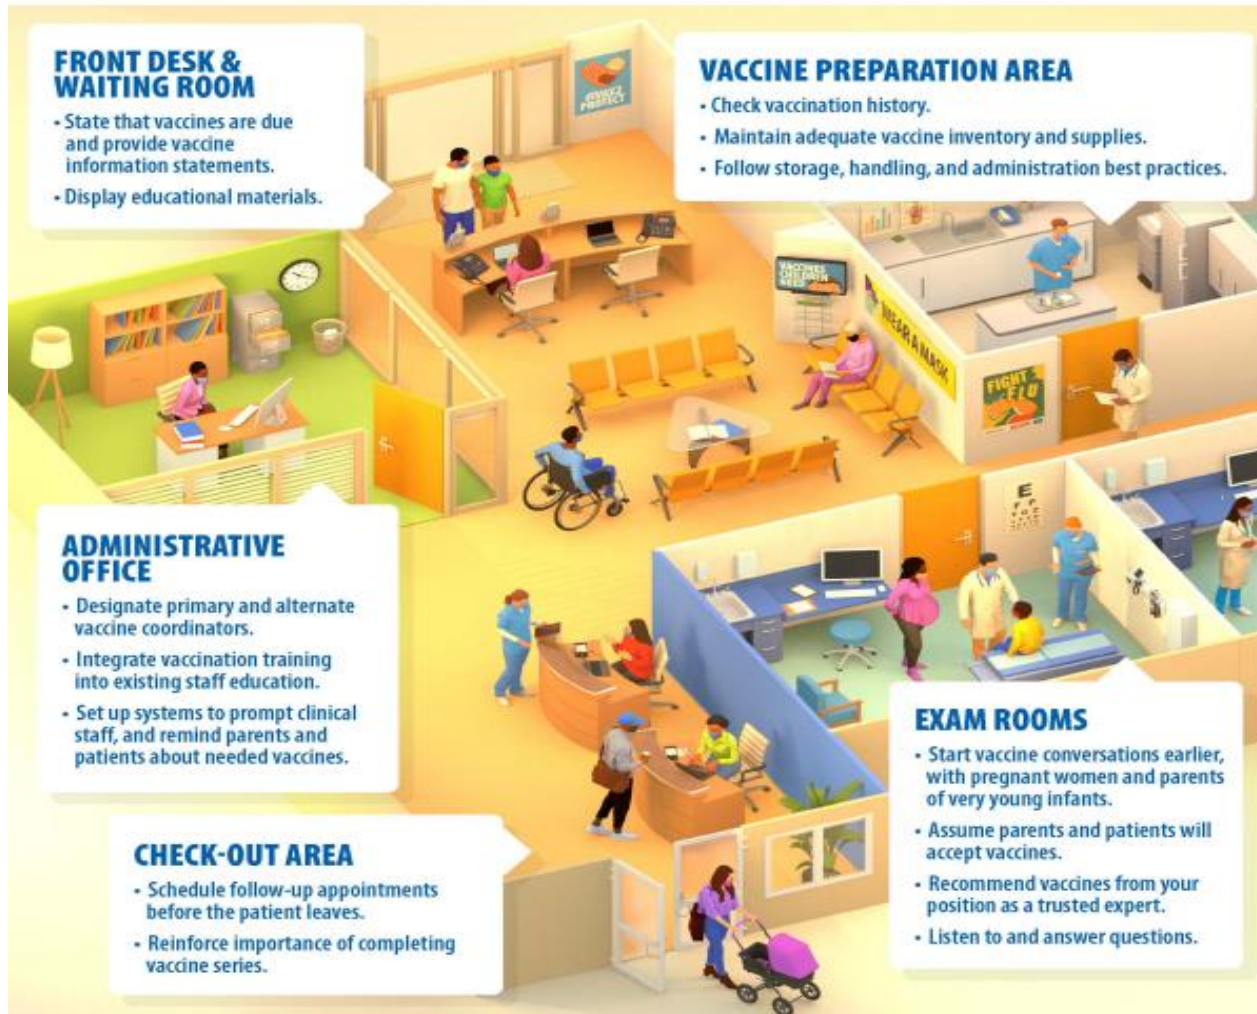 FRONT DESK &
WAITING ROOM
• State that vaccines are due
and provide vaccine
information statements.
• Display educational materials.
VACCINE PREPARATION AREA
• Check vaccination history.
• Maintain adequate vaccine inventory and supplies.
• Follow storage, handling, and administration best practices.
PROTECT
VACCINES
CHILDREN
NEED
WEAR A MASK
FIGHT
FLU
E
F P
ADMINISTRATIVE
OFFICE
• Designate primary and alternate
vaccine coordinators.
• Integrate vaccination training
into existing staff education.
• Set up systems to prompt clinical
staff, and remind parents and
patients about needed vaccines.
EXAM ROOMS
• Start vaccine conversations earlier,
with pregnant women and parents
of very young infants.
• Assume parents and patients will
accept vaccines.
• Recommend vaccines from your
position as a trusted expert.
• Listen to and answer questions.
CHECK-OUT AREA
• Schedule follow-up appointments
before the patient leaves.
• Reinforce importance of completing
vaccine series.